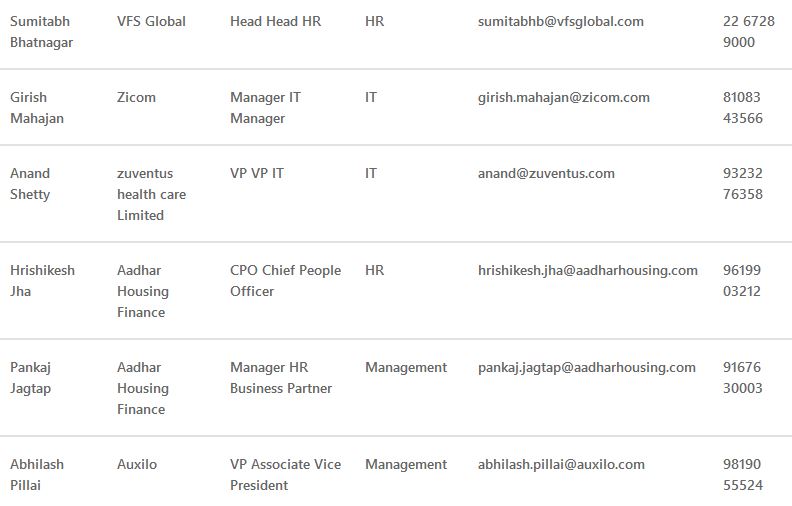 Sumitabh Bhatnagar VFS Global Head Head HR HR sumitabhb@vfsglobal.com 22 6728 9000
Girish Mahajan Zicom Manager IT Manager IT girish.mahajan@zicom.com 81083 43566
Anand Shetty zuventus health care Limited VP VP IT IT anand@zuventus.com 93232 76358
Hrishikesh Jha Aadhar Housing Finance CPO Chief People Officer HR hrishikesh.jha@aadharhousing.com 96199 03212
Pankaj Jagtap Aadhar Housing Finance Manager HR Business Partner Management pankaj.jagtap@aadharhousing.com 91676 30003
Abhilash Pillai Auxilo VP Associate Vice President Management abhilash.pillai@auxilo.com 98190 55524